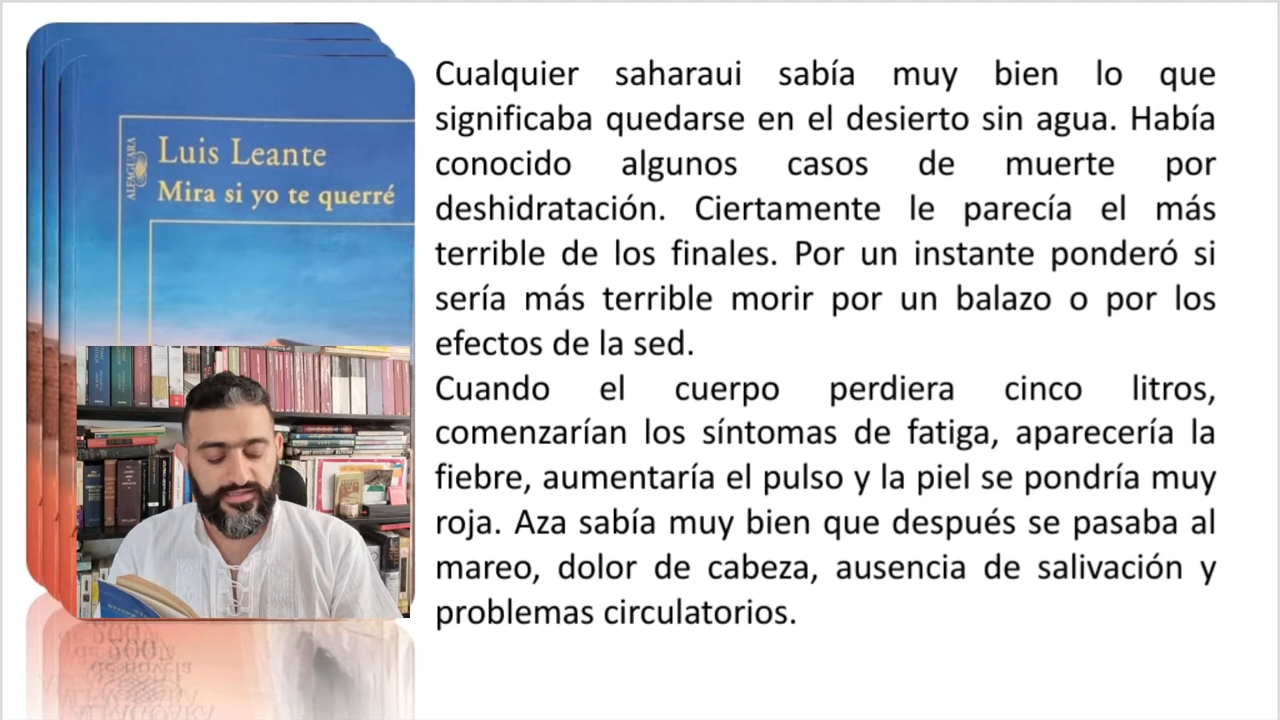 ALFAGUARA
Luis Leante
Mira si yo te querré
Cualquier saharaui sabía muy bien lo que
significaba quedarse en el desierto sin agua. Había
conocido algunos casos de muerte por
deshidratación. Ciertamente le parecía el más
terrible de los finales. Por un instante ponderó si
sería más terrible morir por un balazo o por los
efectos de la sed.
Cuando el cuerpo perdiera cinco litros,
comenzarían los síntomas de fatiga, aparecería la
fiebre, aumentaría el pulso y la piel se pondría muy
roja. Aza sabía muy bien que después se pasaba al
mareo, dolor de cabeza, ausencia de salivación y
problemas circulatorios.